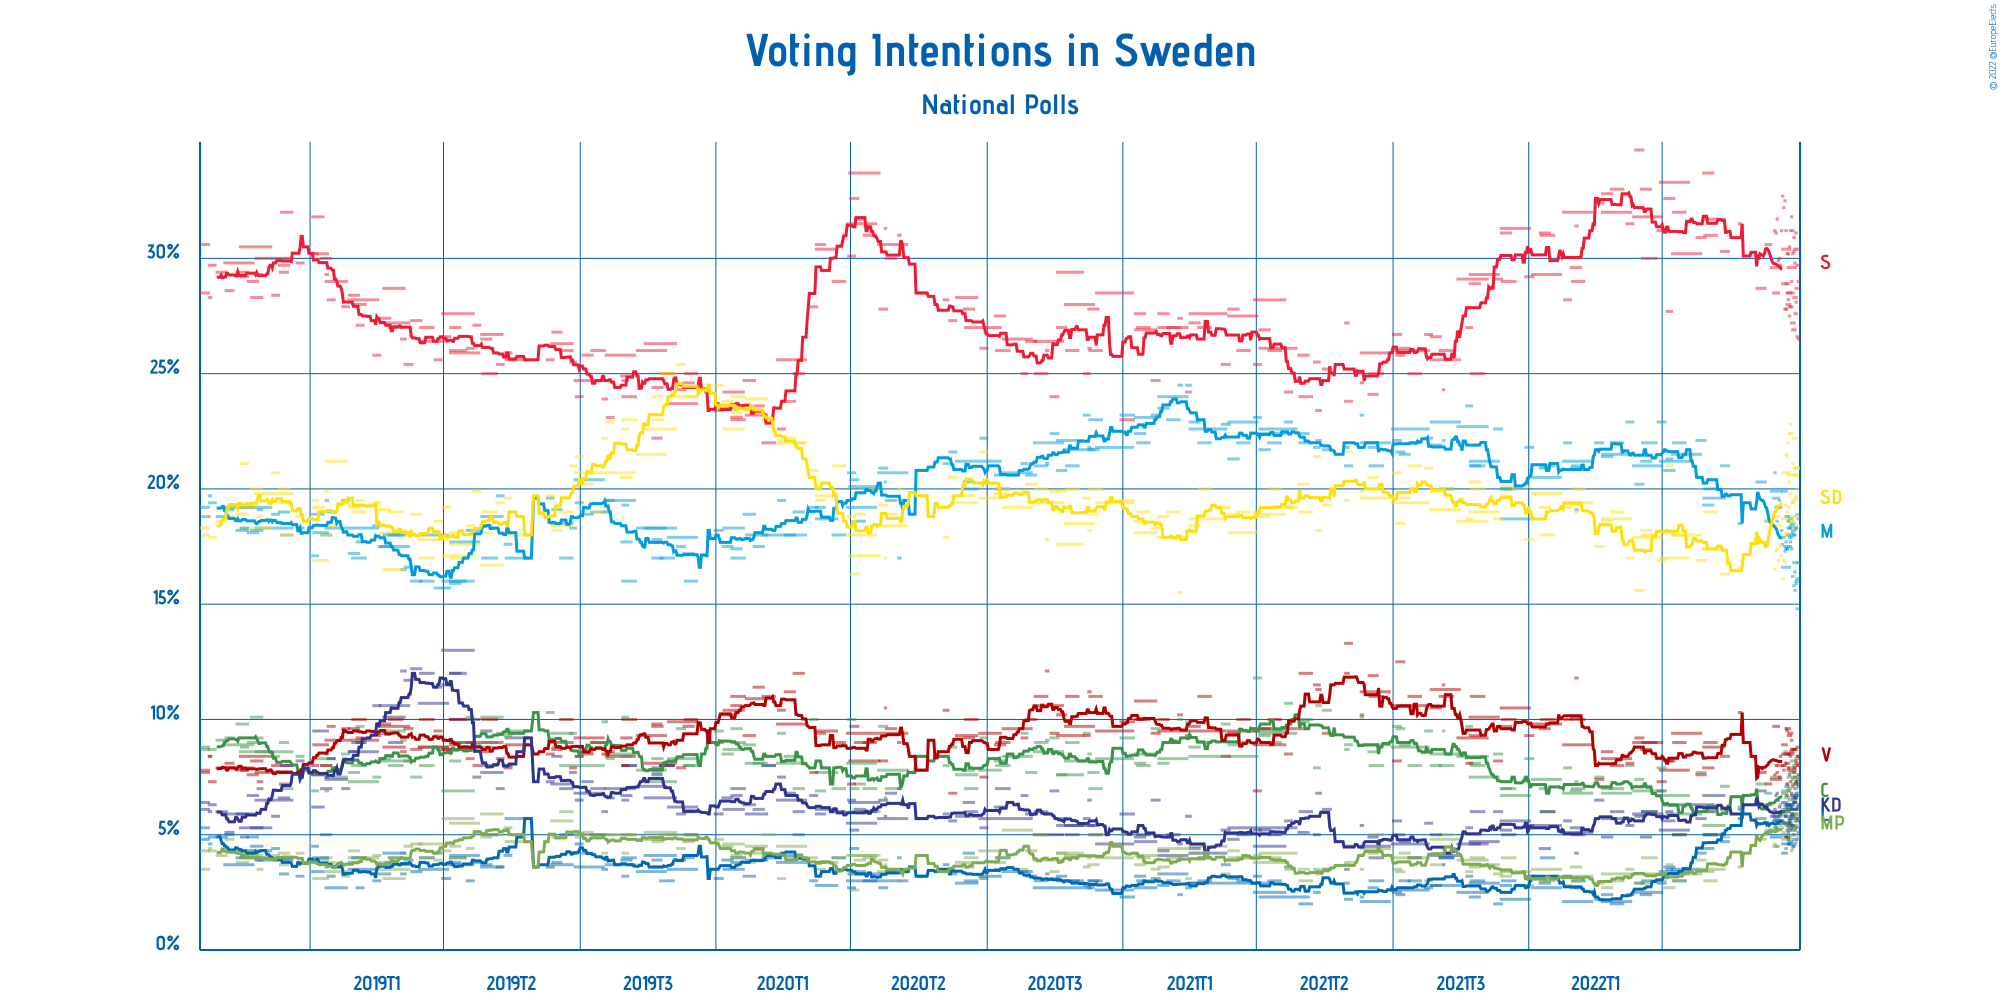 © 2022 @EuropeElects
Voting Intentions in Sweden
National Polls
30%
25%
20%
15%
10%
5%
0%
S
SD
M
V
C
KD
MP
2019T1
2019T2
2019T3
2020T1
2020T2
2020T3
2021T1
2021T2
2021T3
2022T1